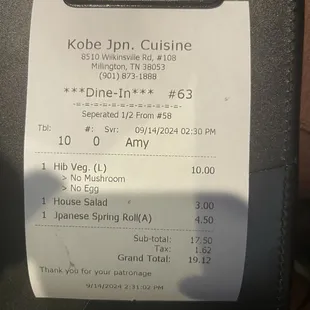 Kobe Jpn. Cuisine
8510 Wilkinsville Rd, #108
Millington, TN 38053
(901) 873-1888
***Dine-In*** #63
-=-=-=-=-=-=-=-=-=-=-=-=-
Seperated 1/2 From #58
Tbl: #: Svr: 09/14/2024 02:30 PM
10 0 Amy
1 Hib Veg. (L) 10.00
> No Mushroom
> No Egg
1 House Salad 3.00
1 Jpanese Spring Roll(A) 4.50
Sub-total: 17.50
Tax: 1.62
Grand Total: 19.12
Thank you for your patronage
9/14/2024 2:31:02 PM